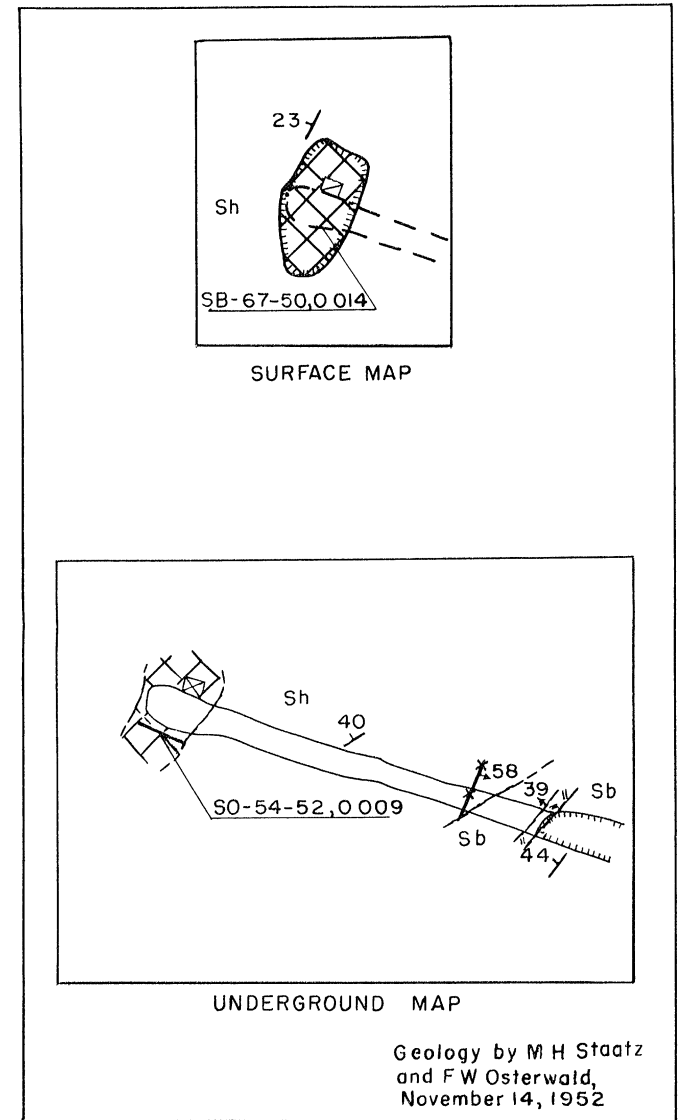 23
Sh
SB-67-50,0 014
SURFACE MAP
Sh
40
58
39
Sb
SO-54-52,0 009
Sb
44
UNDERGROUND MAP
Geology by M H Staatz
and F W Osterwald,
November 14, 1952